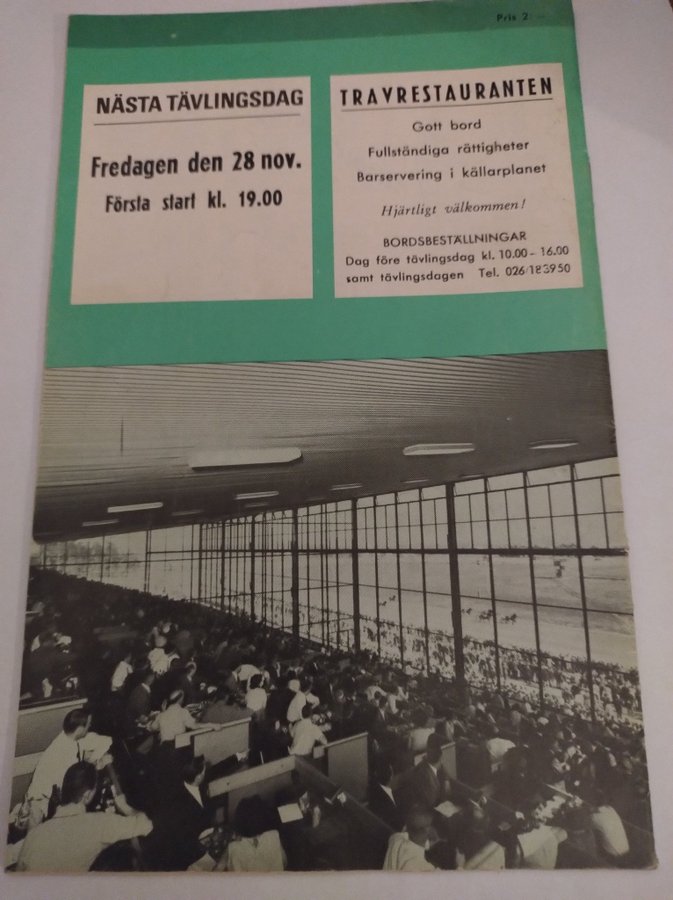 Pris 2:—
NÄSTA TÄVLINGSDAG
Fredagen den 28 nov.
Första start kl. 19.00
TRAVRESTAURANTEN
Gott bord
Fullständiga rättigheter
Barservering i källarplanet
Hjärtligt välkommen!
BORDSBESTÄLLNINGAR
Dag före tävlingsdag kl. 10.00 – 16.00
samt tävlingsdagen Tel. 026/183950